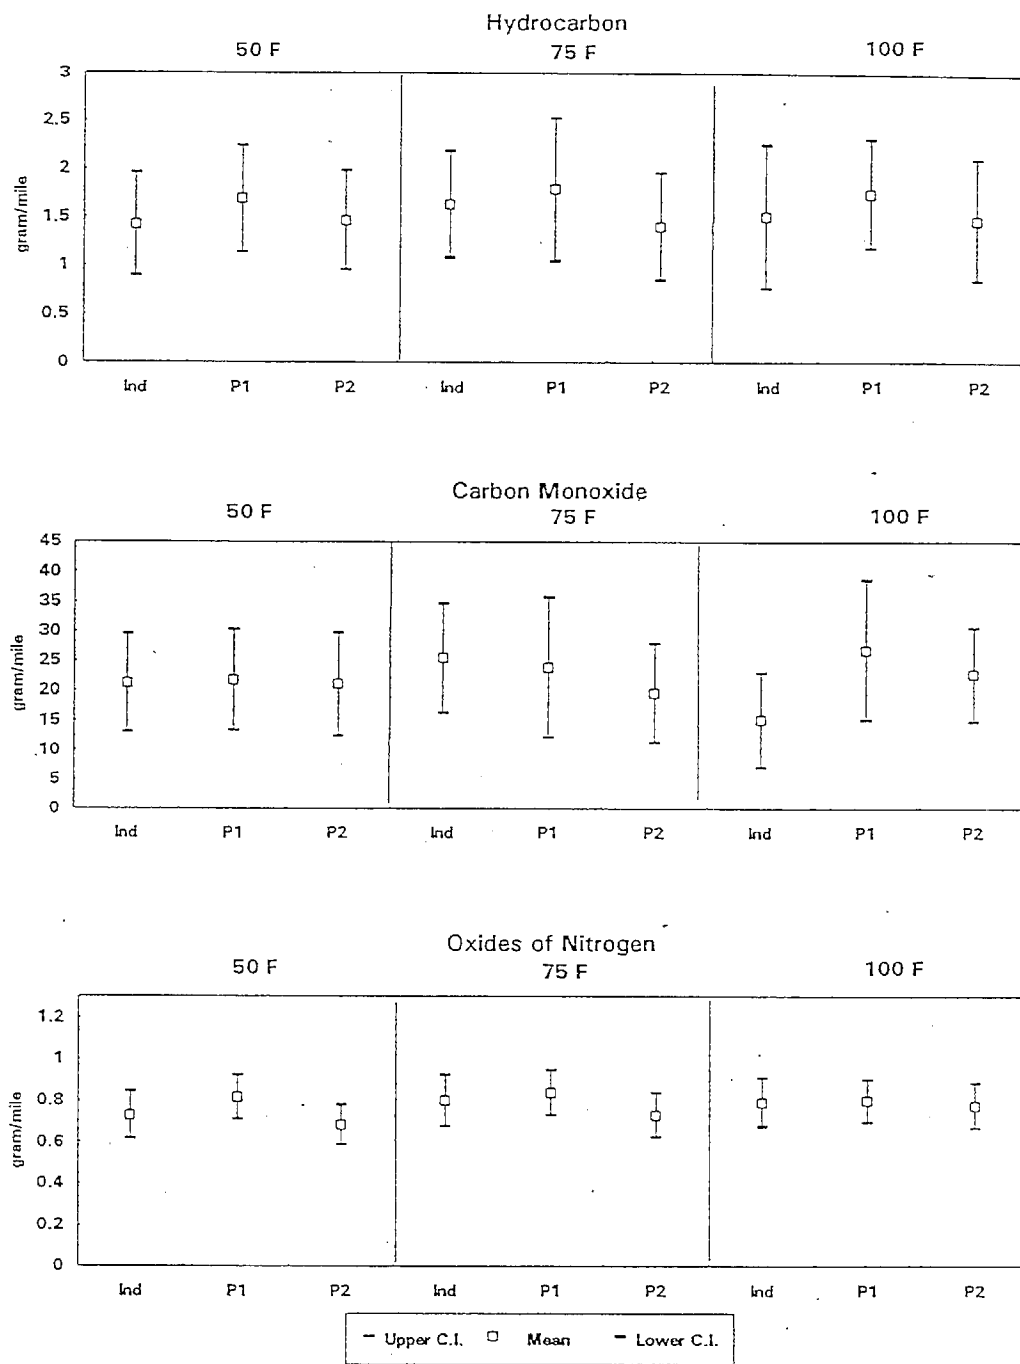 Hydrocarbon
50 F 75 F 100 F
3
2.5
2
1.5
1
0.5
0
gram/mile
Ind P1 P2 Ind P1 P2 Ind P1 P2
Carbon Monoxide
50 F 75 F 100 F
45
40
35
30
25
20
15
10
5
0
gram/mile
Ind P1 P2 Ind P1 P2 Ind P1 P2
Oxides of Nitrogen
50 F 75 F 100 F
1.2
1
0.8
0.6
0.4
0.2
0
gram/mile
Ind P1 P2 Ind P1 P2 Ind P1 P2
Upper C.I. Mean Lower C.I.